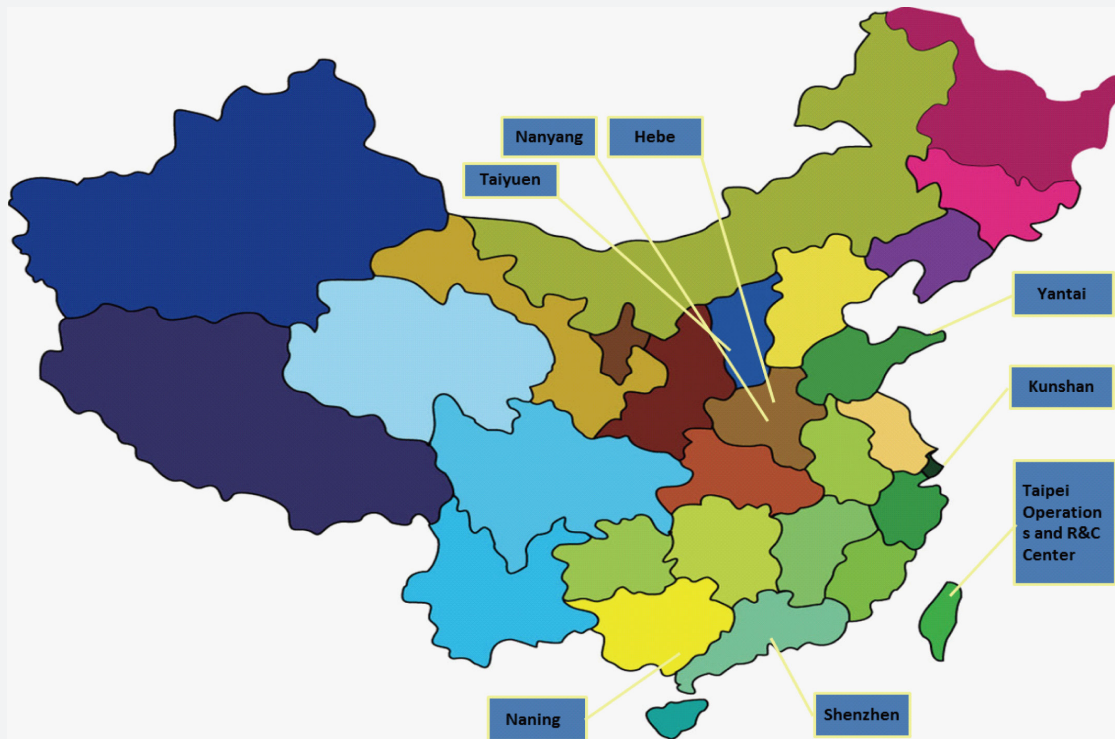 Nanyang
Hebe
Taiyuen
Yantai
Kunshan
Taipei
Operation
s and R&C
Center
Naning
Shenzhen